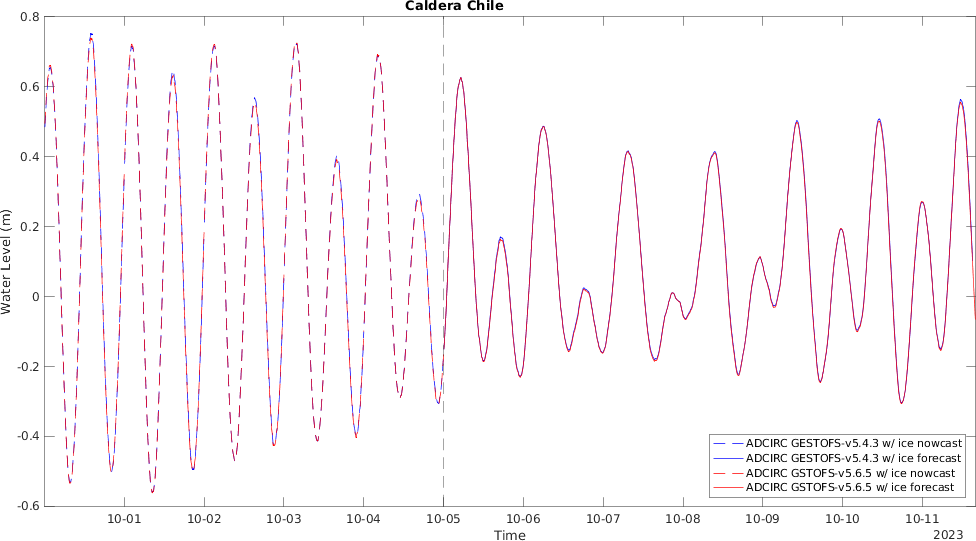 Caldera Chile
0.8
0.6
0.4
0.2
0
-0.2
-0.4
-0.6
Water Level (m)
ADCIRC GESTOFS-v5.4.3 w/ ice nowcast
ADCIRC GESTOFS-v5.4.3 w/ ice forecast
ADCIRC GSTOFS-v5.6.5 w/ ice nowcast
ADCIRC GSTOFS-v5.6.5 w/ ice forecast
10-01 10-02 10-03 10-04 10-05 10-06 10-07 10-08 10-09 10-10 10-11
Time
2023